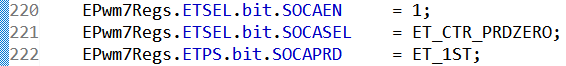 220 EPwm7Regs.ETSEL.bit.SOCAEN = 1;
221 EPwm7Regs.ETSEL.bit.SOCASEL = ET_CTR_PRDZERO;
222 EPwm7Regs.ETPS.bit.SOCAPRD = ET_1ST;